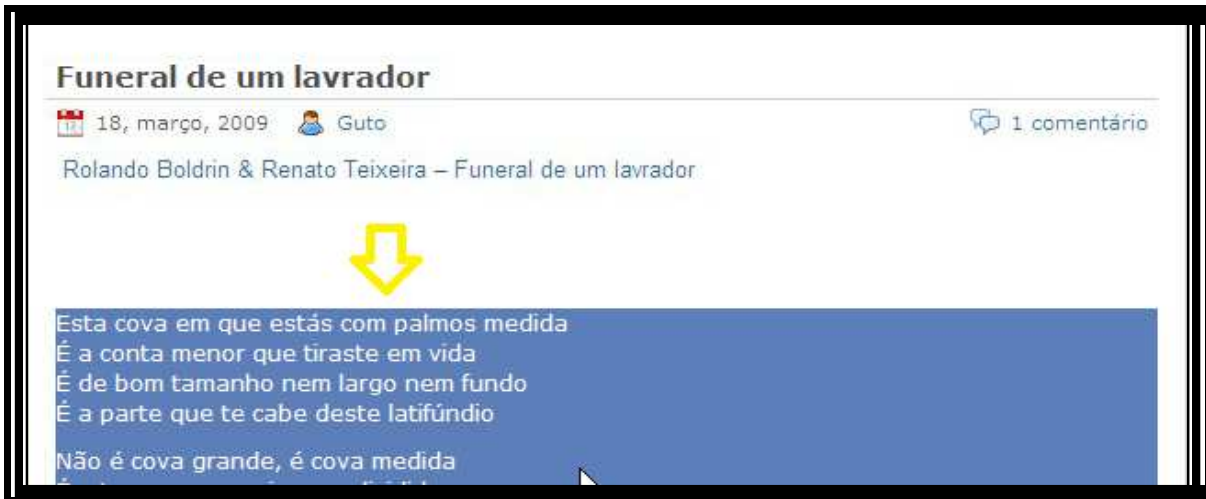 Funeral de um lavrador
18, março, 2009 Guto 1 comentário
Rolando Boldrin & Renato Teixeira – Funeral de um lavrador
Esta cova em que estás com palmos medida
É a conta menor que tiraste em vida
É de bom tamanho nem largo nem fundo
É a parte que te cabe deste latifúndio
Não é cova grande, é cova medida